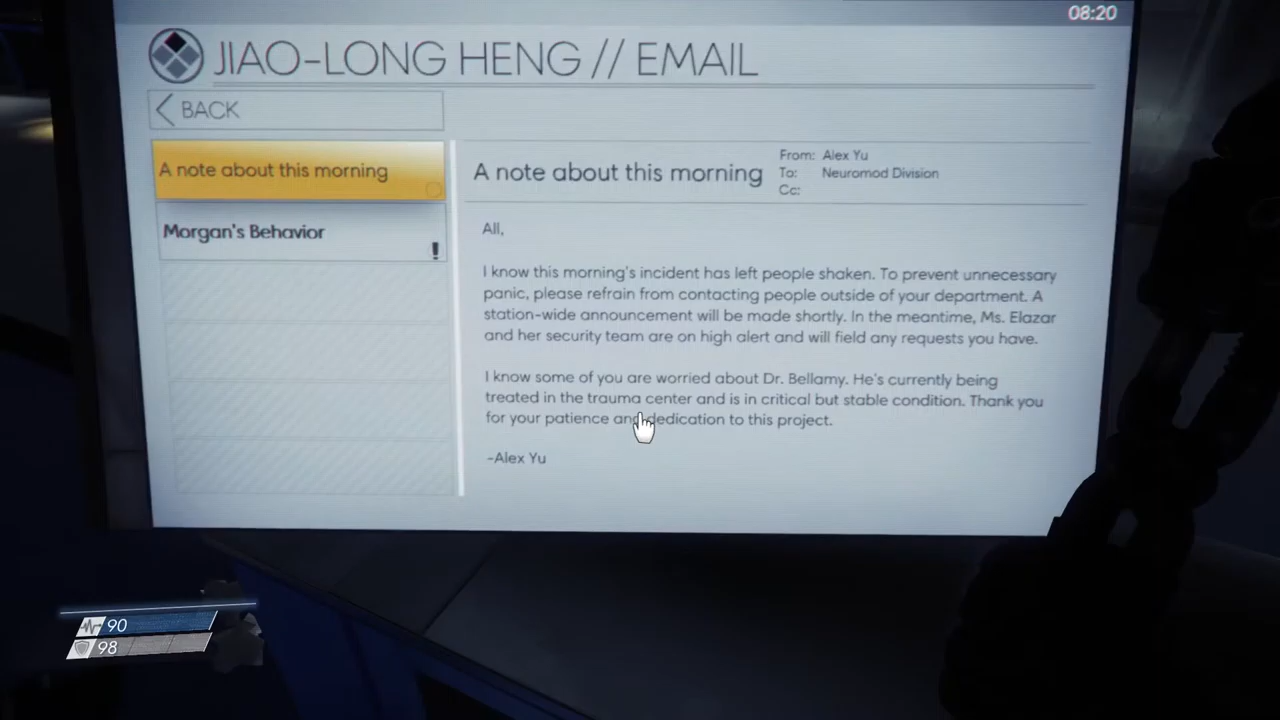 08:20
JIAO-LONG HENG // EMAIL
BACK
A note about this morning
Morgan's Behavior
!
A note about this morning
From: Alex Yu
To: Neuromod Division
Cc:
All,
I know this morning's incident has left people shaken. To prevent unnecessary
panic, please refrain from contacting people outside of your department. A
station-wide announcement will be made shortly. In the meantime, Ms. Elazar
and her security team are on high alert and will field any requests you have.
I know some of you are worried about Dr. Bellamy. He's currently being
treated in the trauma center and is in critical but stable condition. Thank you
for your patience and dedication to this project.
-Alex Yu
90
98